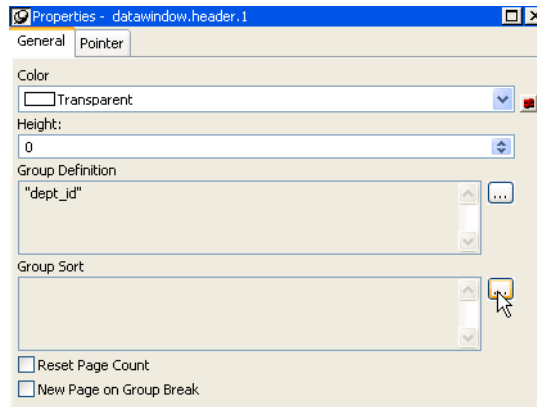 Properties - datawindow.header.1
General Pointer
Color
Transparent
Height:
0
Group Definition
"dept_id"
...
Group Sort
...
Reset Page Count
New Page on Group Break